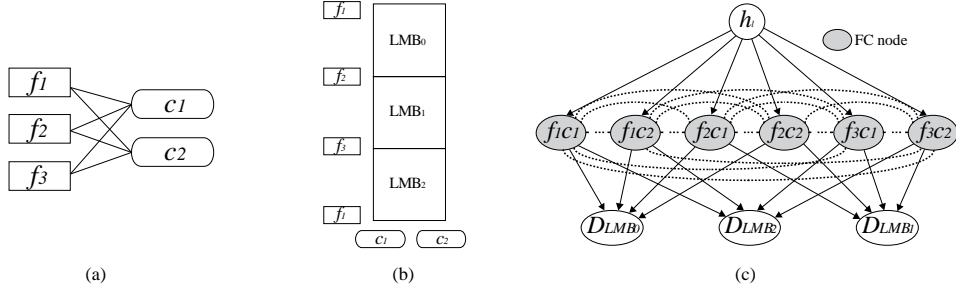 f1
f2
f3
c1
c2
(a)
f1
f2
f3
f1
LMB0
LMB1
LMB2
c1
c2
(b)
hi
FC node
f1c1
f1c2
f2c1
f2c2
f3c1
f3c2
DLMB0
DLMB2
DLMB1
(c)